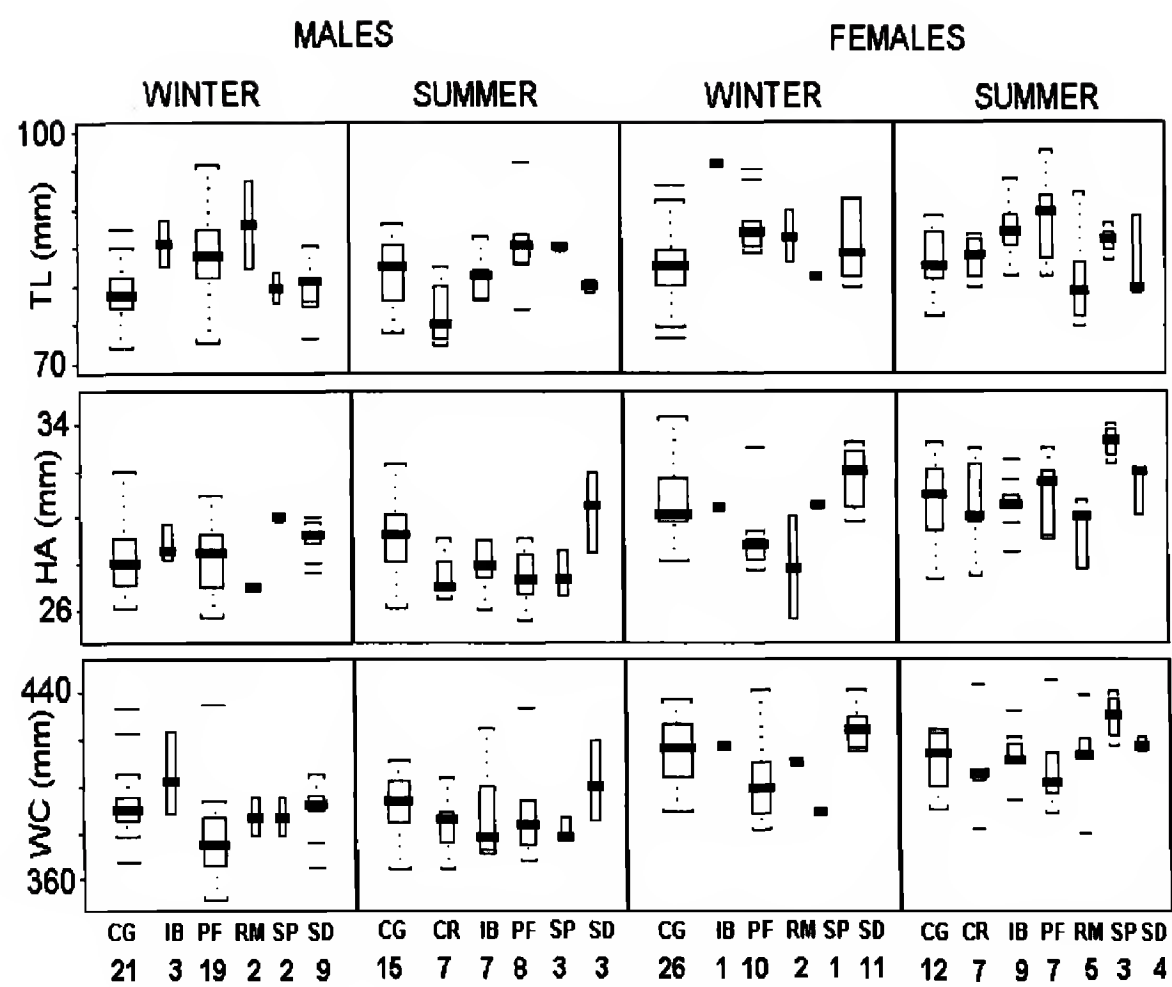 MALES FEMALES
WINTER SUMMER WINTER SUMMER
100
TL (mm)
70
34
HA (mm)
26
440
WC (mm)
360
CG IB PF RM SP SD CG CR IB PF SP SD CG IB PF RM SP SD CG CR IB PF RM SP SD
21 3 19 2 2 9 15 7 7 8 3 3 26 1 10 2 1 11 12 7 9 7 5 3 4